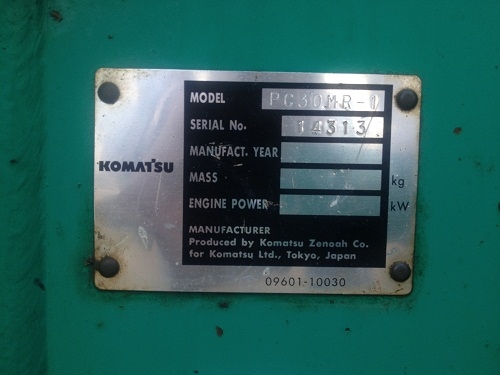 MODEL PC30MR-1
SERIAL No. 14313
MANUFACT. YEAR
KOMATSU
MASS kg
ENGINE POWER kW
MANUFACTURER
Produced by Komatsu Zenoah Co.
for Komatsu Ltd., Tokyo, Japan
09601-10030